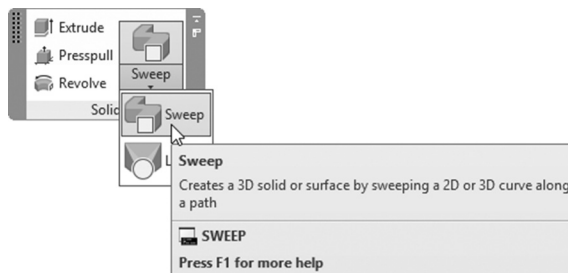 Extrude
Presspull
Revolve
Sweep
Solid
Sweep
L
Sweep
Creates a 3D solid or surface by sweeping a 2D or 3D curve along
a path
SWEEP
Press F1 for more help